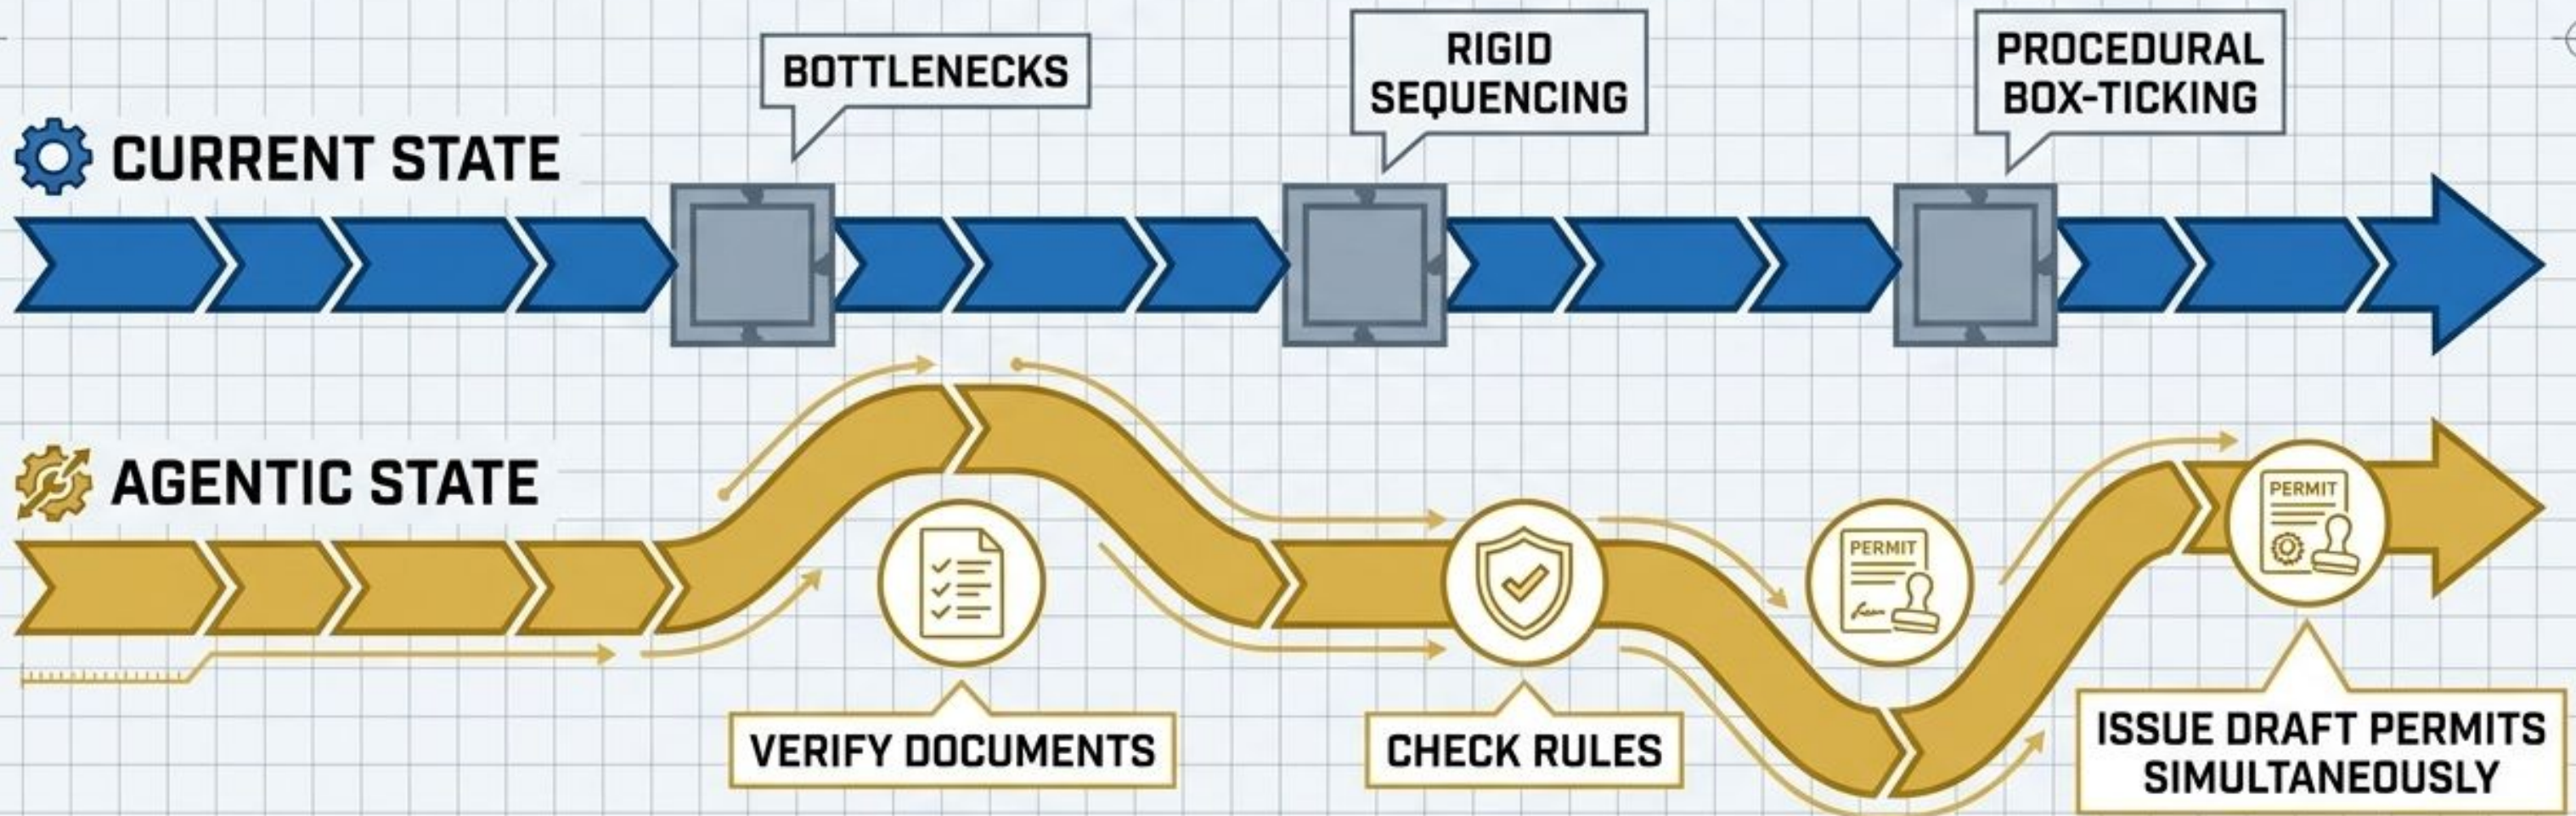 BOTTLENECKS
RIGID
SEQUENCING
PROCEDURAL
BOX-TICKING
CURRENT STATE
AGENTIC STATE
PERMIT
PERMIT
VERIFY DOCUMENTS
CHECK RULES
ISSUE DRAFT PERMITS
SIMULTANEOUSLY